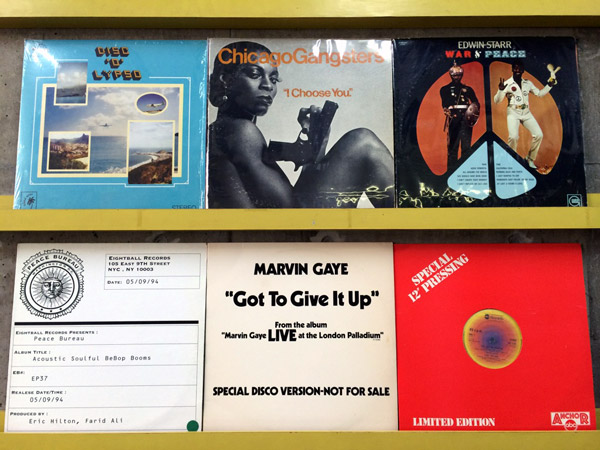 DISC
"O"
LYPSO
STEREO
ChicagoGangsters
"I Choose You"
EDWIN STARR
WAR & PEACE
PEACE BUREAU
EIGHTBALL RECORDS
105 EAST 9TH STREET
NYC, NY 10003
DATE: 05/09/94
EIGHTBALL RECORDS PRESENTS:
Peace Bureau
ALBUM TITLE:
Acoustic Soulful BeBop Booms
EBR#:
EP37
REALEASE DATE/TIME:
05/09/94
PRODUCED BY:
Eric Hilton, Farid Ali
MARVIN GAYE
"Got To Give It Up"
From the album
"Marvin Gaye LIVE at the London Palladium"
SPECIAL DISCO VERSION-NOT FOR SALE
SPECIAL
12" PRESSING
LIMITED EDITION
ANCHOR
abc